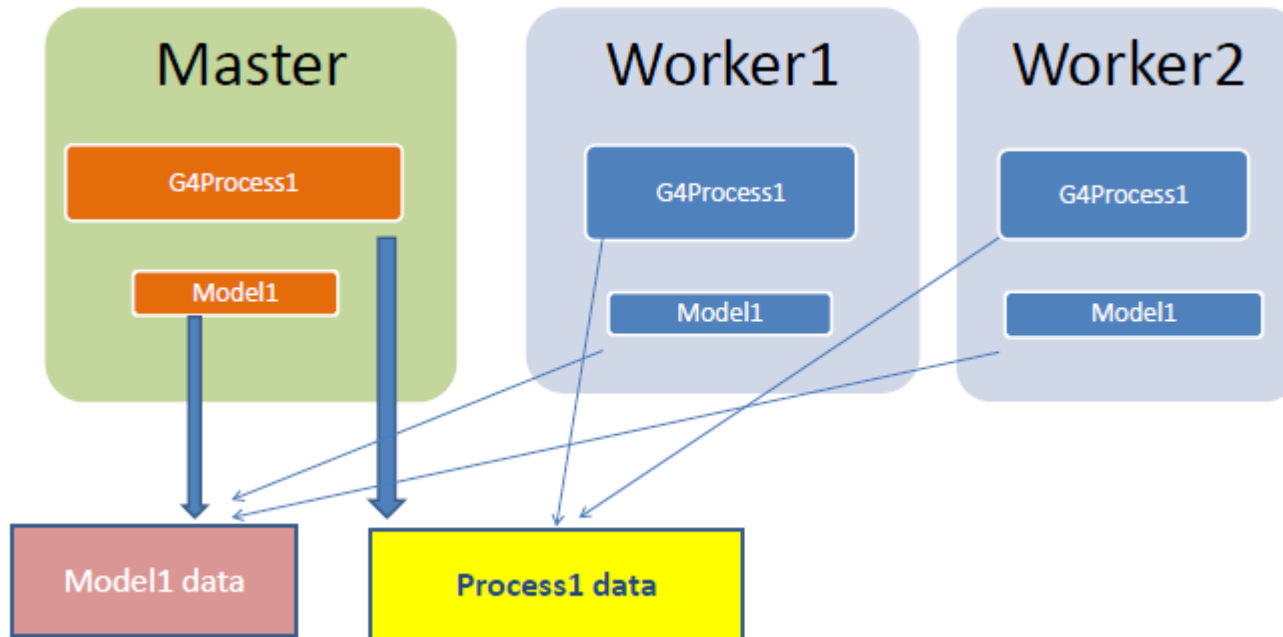 Master
Worker1
Worker2
G4Process1
G4Process1
G4Process1
Model1
Model1
Model1
Model1 data
Process1 data